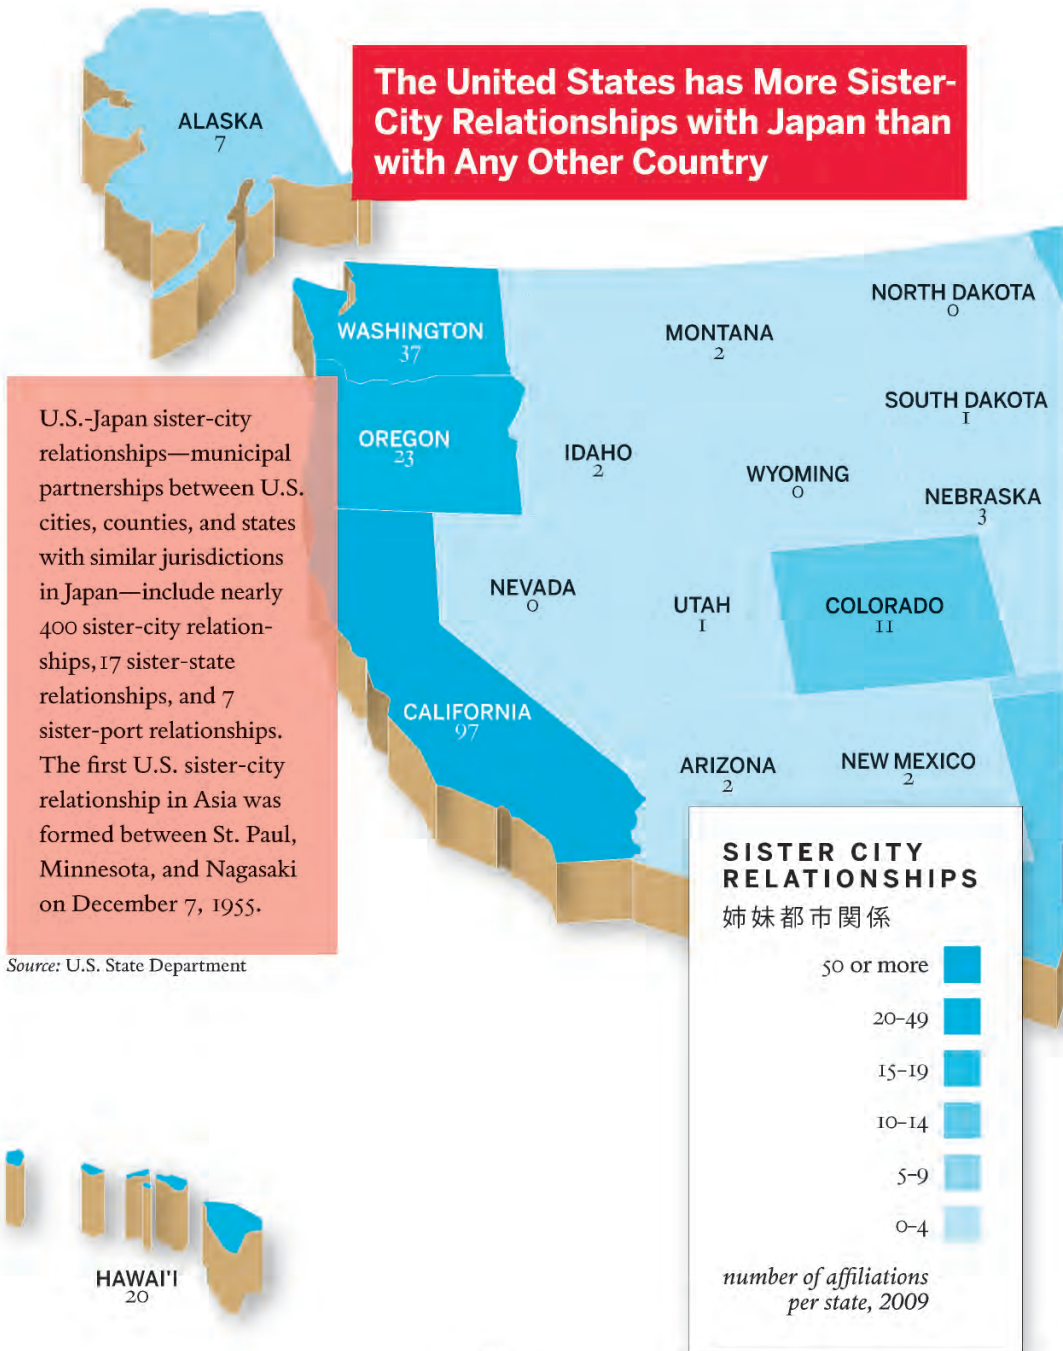 The United States has More Sister-
City Relationships with Japan than
with Any Other Country
ALASKA
7
WASHINGTON
37
MONTANA
2
NORTH DAKOTA
0
OREGON
23
IDAHO
2
SOUTH DAKOTA
1
WYOMING
0
NEBRASKA
3
NEVADA
0
UTAH
1
COLORADO
11
CALIFORNIA
97
ARIZONA
2
NEW MEXICO
2
U.S.-Japan sister-city
relationships—municipal
partnerships between U.S.
cities, counties, and states
with similar jurisdictions
in Japan—include nearly
400 sister-city relation-
ships, 17 sister-state
relationships, and 7
sister-port relationships.
The first U.S. sister-city
relationship in Asia was
formed between St. Paul,
Minnesota, and Nagasaki
on December 7, 1955.
Source: U.S. State Department
SISTER CITY
RELATIONSHIPS
姉妹都市関係
50 or more
20–49
15–19
10–14
5–9
0–4
number of affiliations
per state, 2009
HAWAI'I
20